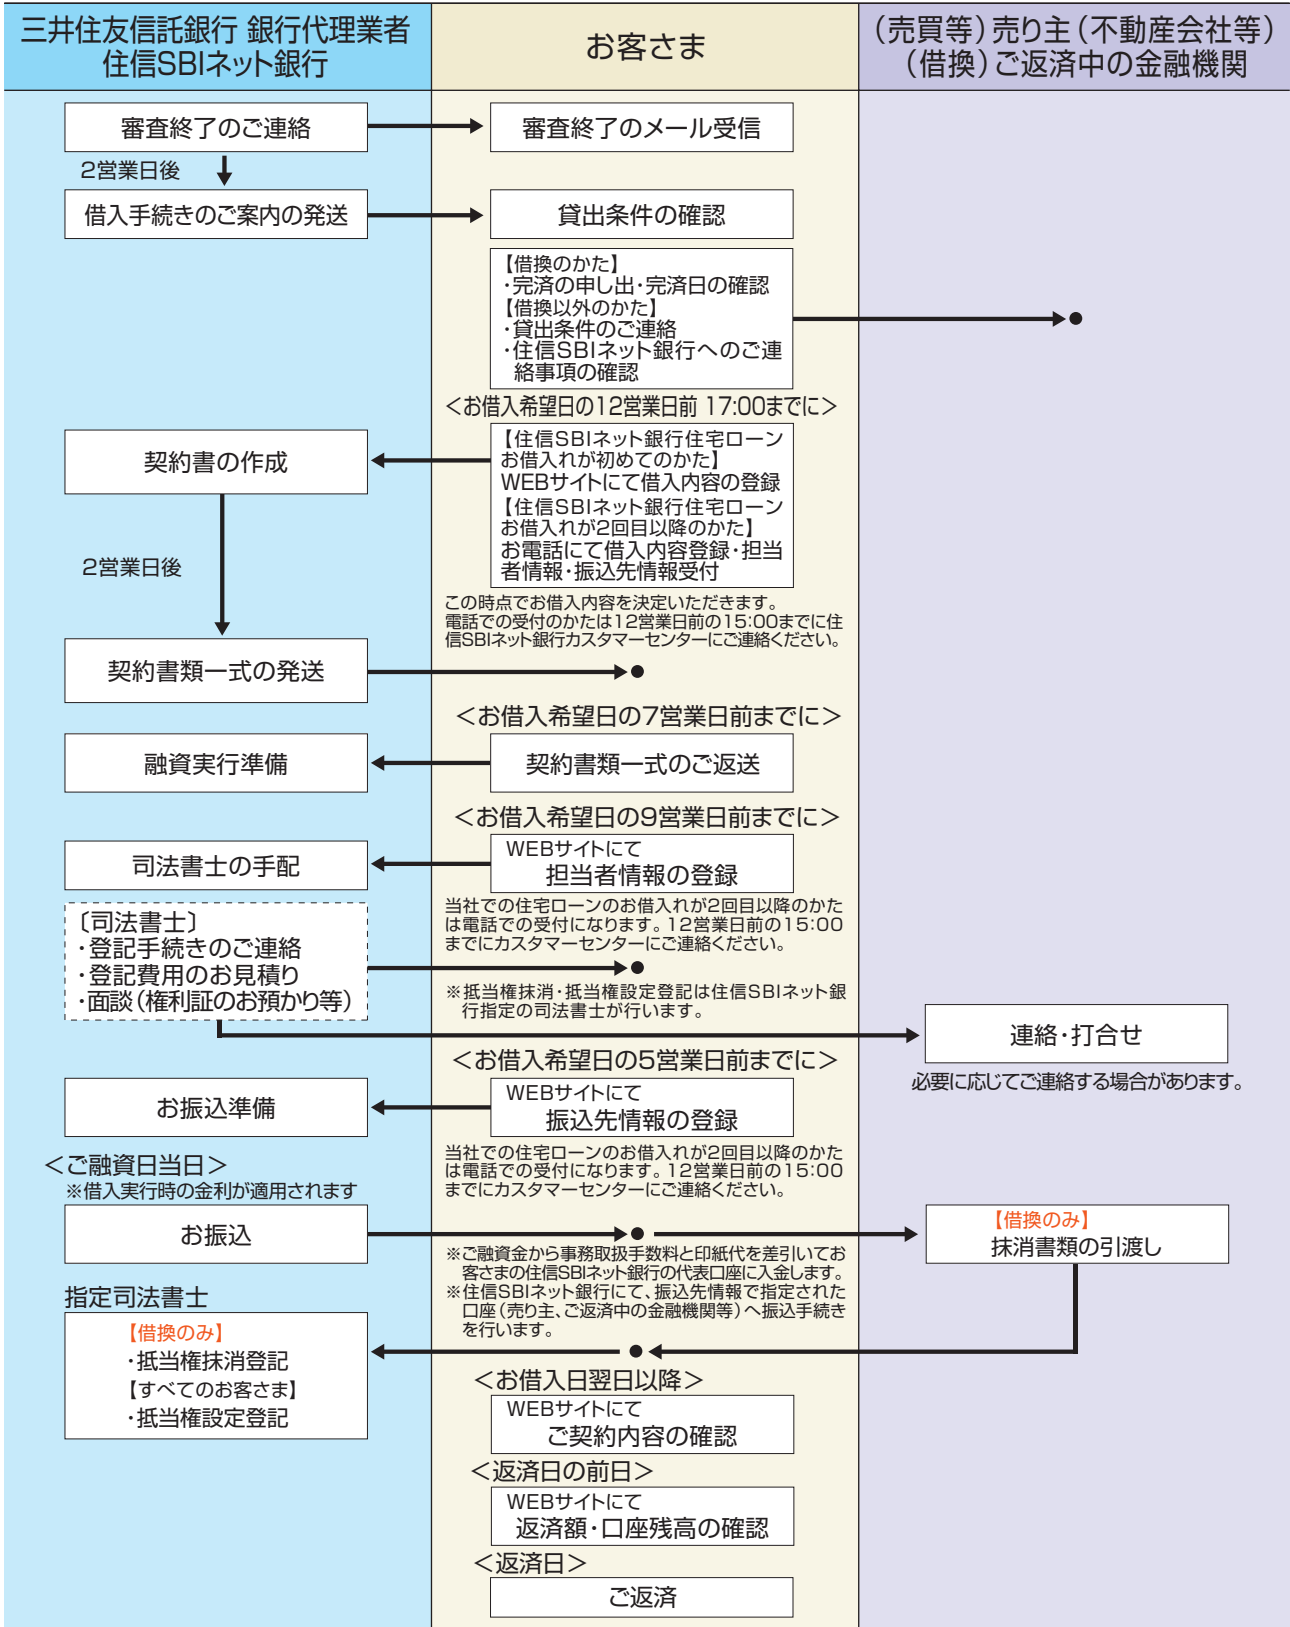 三井住友信託銀行 銀行代理業者
住信SBIネット銀行
お客さま
（売買等）売り主（不動産会社等）
（借換）ご返済中の金融機関
審査終了のご連絡
審査終了のメール受信
2営業日後
借入手続きのご案内の発送
貸出条件の確認
【借換のかた】
・完済の申し出・完済日の確認
【借換以外のかた】
・貸出条件のご連絡
・住信SBIネット銀行へのご連
絡事項の確認
＜お借入希望日の12営業日前 17:00までに＞
契約書の作成
【住信SBIネット銀行住宅ローン
お借入れが初めてのかた】
WEBサイトにて借入内容の登録
【住信SBIネット銀行住宅ローン
お借入れが2回目以降のかた】
お電話にて借入内容登録・担当
者情報・振込先情報受付
2営業日後
この時点でお借入内容を決定いただきます。
電話での受付のかたは12営業日前の15:00までに住
信SBIネット銀行カスタマーセンターにご連絡ください。
契約書類一式の発送
＜お借入希望日の7営業日前までに＞
融資実行準備
契約書類一式のご返送
＜お借入希望日の9営業日前までに＞
司法書士の手配
WEBサイトにて
担当者情報の登録
当社での住宅ローンのお借入れが2回目以降のかた
は電話での受付になります。12営業日前の15:00
までにカスタマーセンターにご連絡ください。
〔司法書士〕
・登記手続きのご連絡
・登記費用のお見積り
・面談（権利証のお預かり等）
※抵当権抹消・抵当権設定登記は住信SBIネット銀
行指定の司法書士が行います。
連絡・打合せ
必要に応じてご連絡する場合があります。
＜お借入希望日の5営業日前までに＞
お振込準備
WEBサイトにて
振込先情報の登録
当社での住宅ローンのお借入れが2回目以降のかた
は電話での受付になります。12営業日前の15:00
までにカスタマーセンターにご連絡ください。
＜ご融資日当日＞
※借入実行時の金利が適用されます
お振込
【借換のみ】
抹消書類の引渡し
※ご融資金から事務取扱手数料と印紙代を差引いてお
客さまの住信SBIネット銀行の代表口座に入金します。
※住信SBIネット銀行にて、振込先情報で指定された
口座（売り主、ご返済中の金融機関等）へ振込手続き
を行います。
指定司法書士
【借換のみ】
・抵当権抹消登記
【すべてのお客さま】
・抵当権設定登記
＜お借入日翌日以降＞
WEBサイトにて
ご契約内容の確認
＜返済日の前日＞
WEBサイトにて
返済額・口座残高の確認
＜返済日＞
ご返済